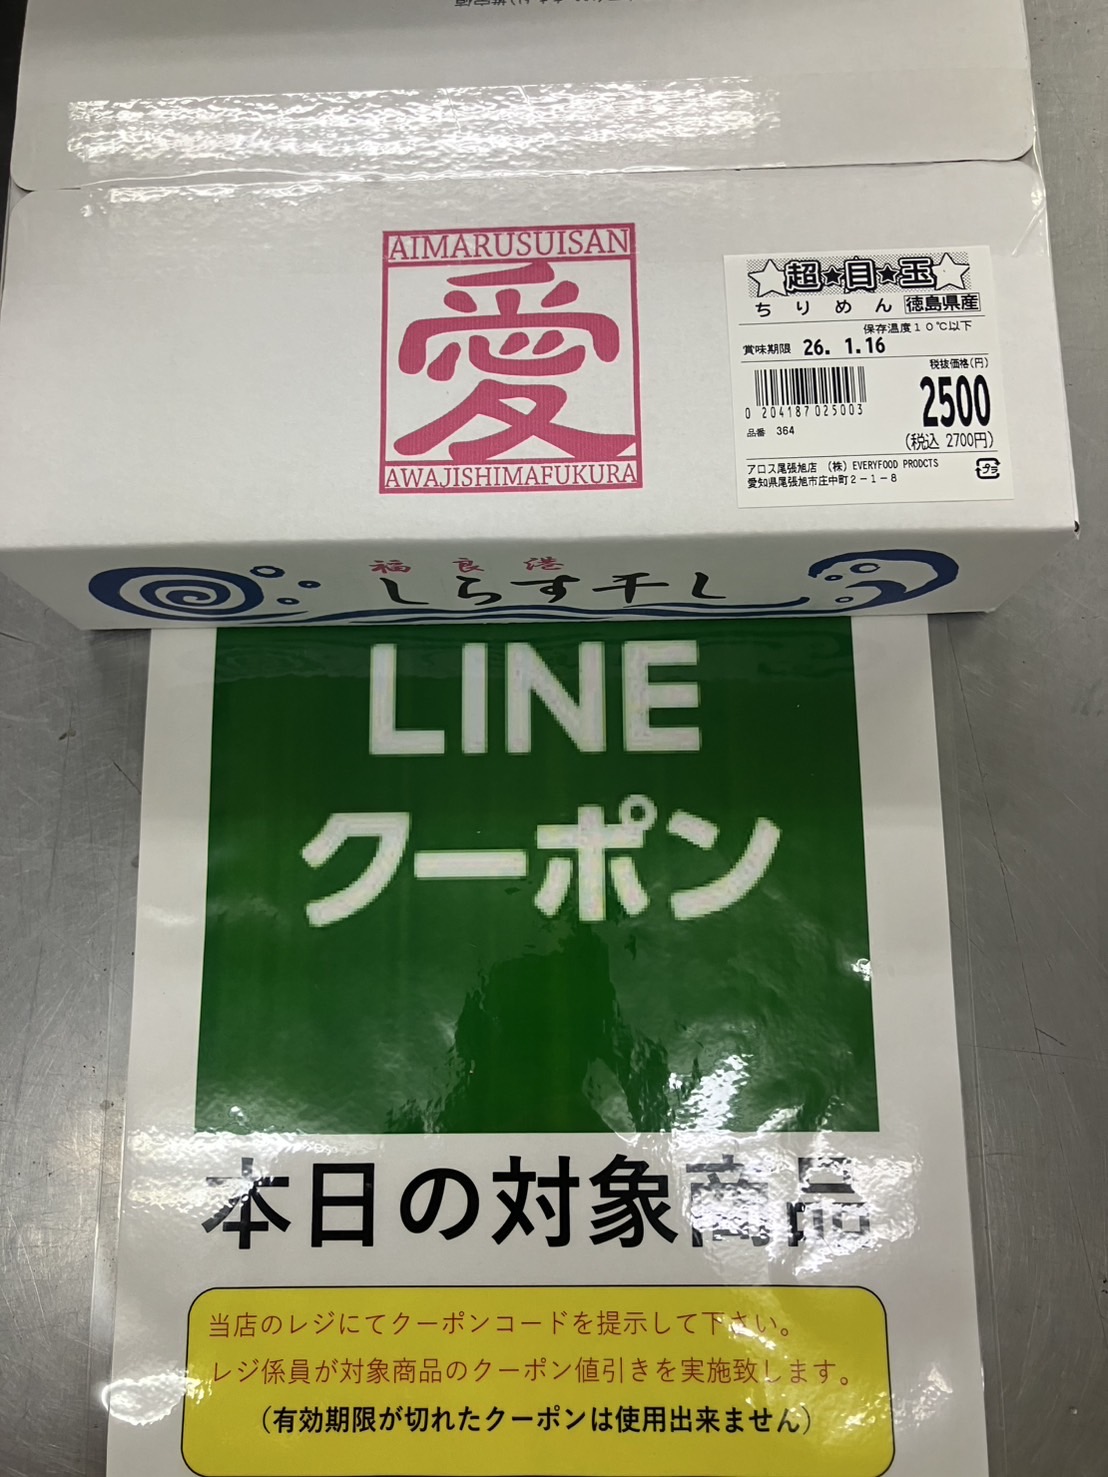 AIMARUSUISAN
愛
AWAJISHIMAFUKURA
超★目★玉
ちりめん 徳島県産
保存温度10℃以下
賞味期限 26. 1.16
税抜価格(円)
2500
0 204187 025003
品番 364
(税込 2700円)
アロス尾張旭店 (株) EVERYFOOD PRODCTS
愛知県尾張旭市庄中町2-1-8
プラ
福良港
しらす干し
LINE
クーポン
本日の対象商品
当店のレジにてクーポンコードを提示して下さい。
レジ係員が対象商品のクーポン値引きを実施致します。
(有効期限が切れたクーポンは使用出来ません)